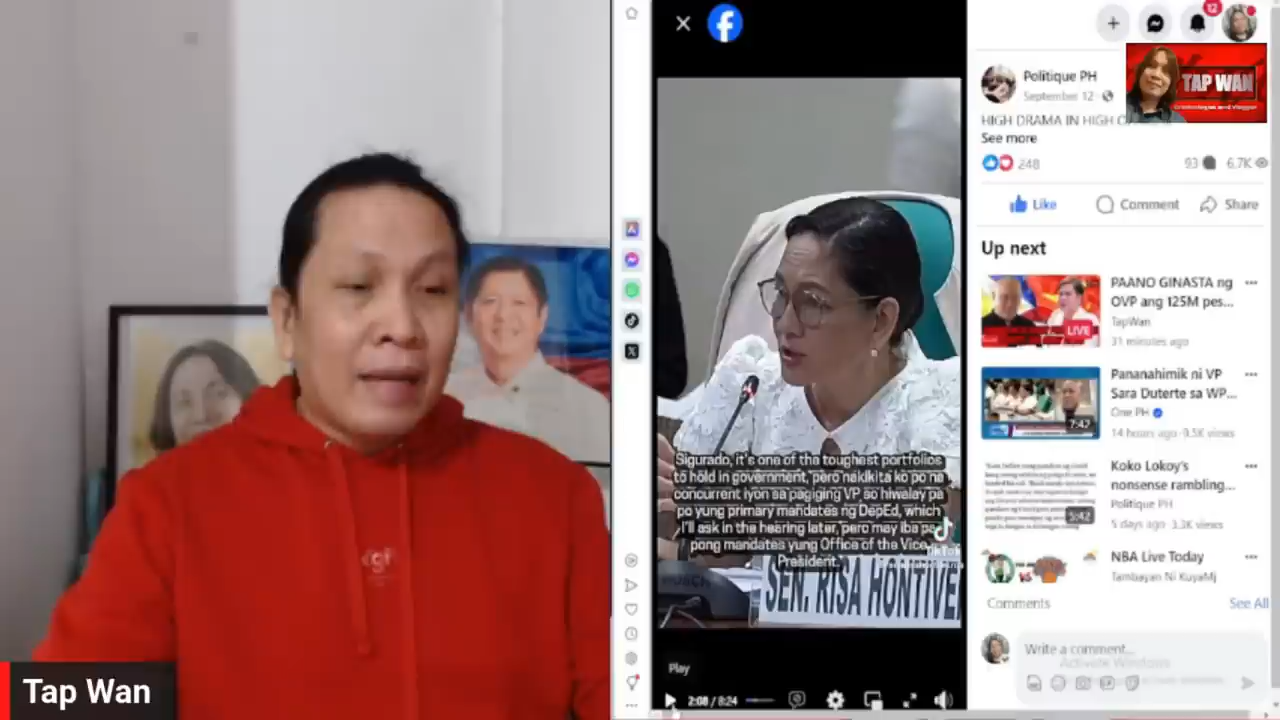 12
Politique PH
September 12
TAP WAN
HIGH DRAMA IN HIGH
See more
248
93
6.7K
Like
Comment
Share
Up next
PAANO GINASTA ng
OVP ang 125M pes...
TapWan
31 minutes ago
LIVE
Pananahimik ni VP
Sara Duterte sa WP...
One PH
14 hours ago · 9.5K views
7:42
Koko Lokoy's
nonsense rambling...
Politique PH
5 days ago · 3.3K views
5:42
NBA Live Today
Tambayan Ni KuyaMj
Comments
See All
Write a comment...
Activate Windows
Sigurado, it's one of the toughest portfolios
to hold in government, pero nakikita ko po na
concurrent iyon sa pagiging VP so hiwalay pa
po yung primary mandates ng DepEd, which
I'll ask in the hearing later, pero may iba pa
pong mandates yung Office of the Vice
President.
TikTok
SEN. RISA HONTIVE
Play
2:08 / 8:24
Tap Wan